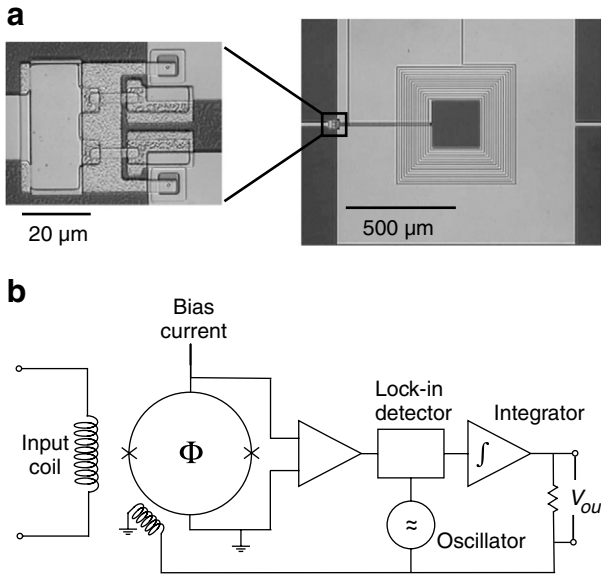 a
20 µm
500 µm
b
Bias
current
Lock-in
detector
Integrator
Input
coil
Φ
∫
V
ou
≈
Oscillator